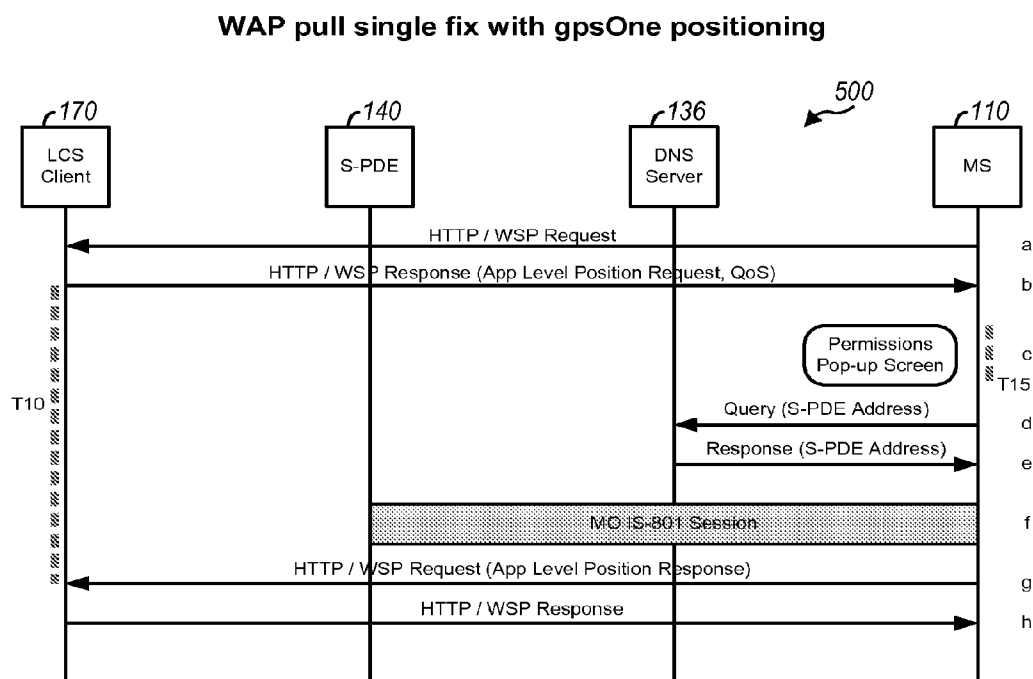 WAP pull single fix with gpsOne positioning
500
170
140
136
110
LCS
Client
S-PDE
DNS
Server
MS
HTTP / WSP Request
a
HTTP / WSP Response (App Level Position Request, QoS)
b
Permissions
Pop-up Screen
c
T15
T10
Query (S-PDE Address)
d
Response (S-PDE Address)
e
MO IS-801 Session
f
HTTP / WSP Request (App Level Position Response)
g
HTTP / WSP Response
h